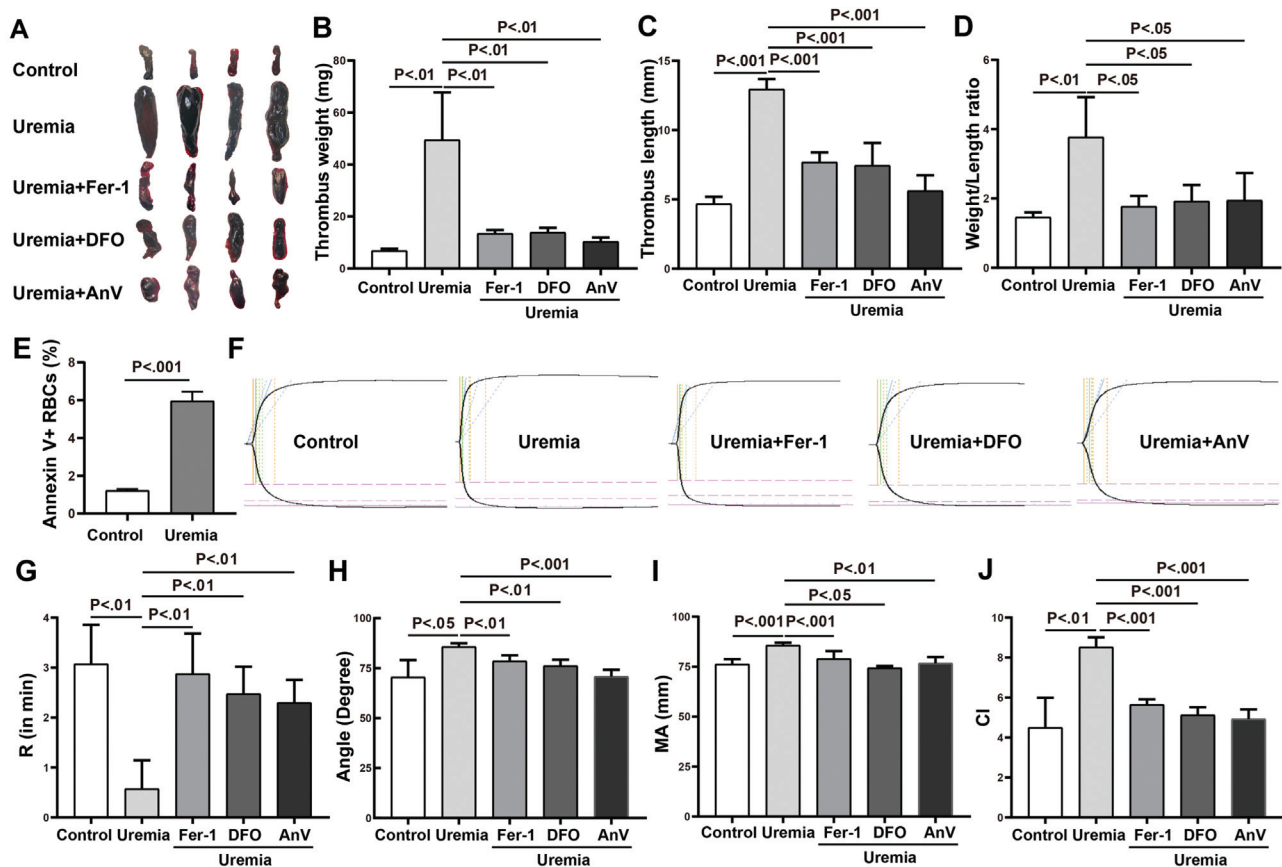 A
Control
Uremia
Uremia+Fer-1
Uremia+DFO
Uremia+AnV
B
P<.01
P<.01
P<.01 P<.01
Thrombus weight (mg)
80
60
40
20
0
Control Uremia Fer-1 DFO AnV
Uremia
C
P<.001
P<.001
P<.001 P<.001
Thrombus length (mm)
15
10
5
0
Control Uremia Fer-1 DFO AnV
Uremia
D
P<.05
P<.05
P<.01 P<.05
Weight/Length ratio
6
4
2
0
Control Uremia Fer-1 DFO AnV
Uremia
E
P<.001
Annexin V+ RBCs (%)
8
6
4
2
0
Control Uremia
F
Control
Uremia
Uremia+Fer-1
Uremia+DFO
Uremia+AnV
G
P<.01
P<.01
P<.01 P<.01
R (in min)
4
3
2
1
0
Control Uremia Fer-1 DFO AnV
Uremia
H
P<.001
P<.01
P<.05 P<.01
Angle (Degree)
100
75
50
25
0
Control Uremia Fer-1 DFO AnV
Uremia
I
P<.01
P<.05
P<.001 P<.001
MA (mm)
100
75
50
25
0
Control Uremia Fer-1 DFO AnV
Uremia
J
P<.001
P<.001
P<.01 P<.001
CI
10
8
6
4
2
0
Control Uremia Fer-1 DFO AnV
Uremia